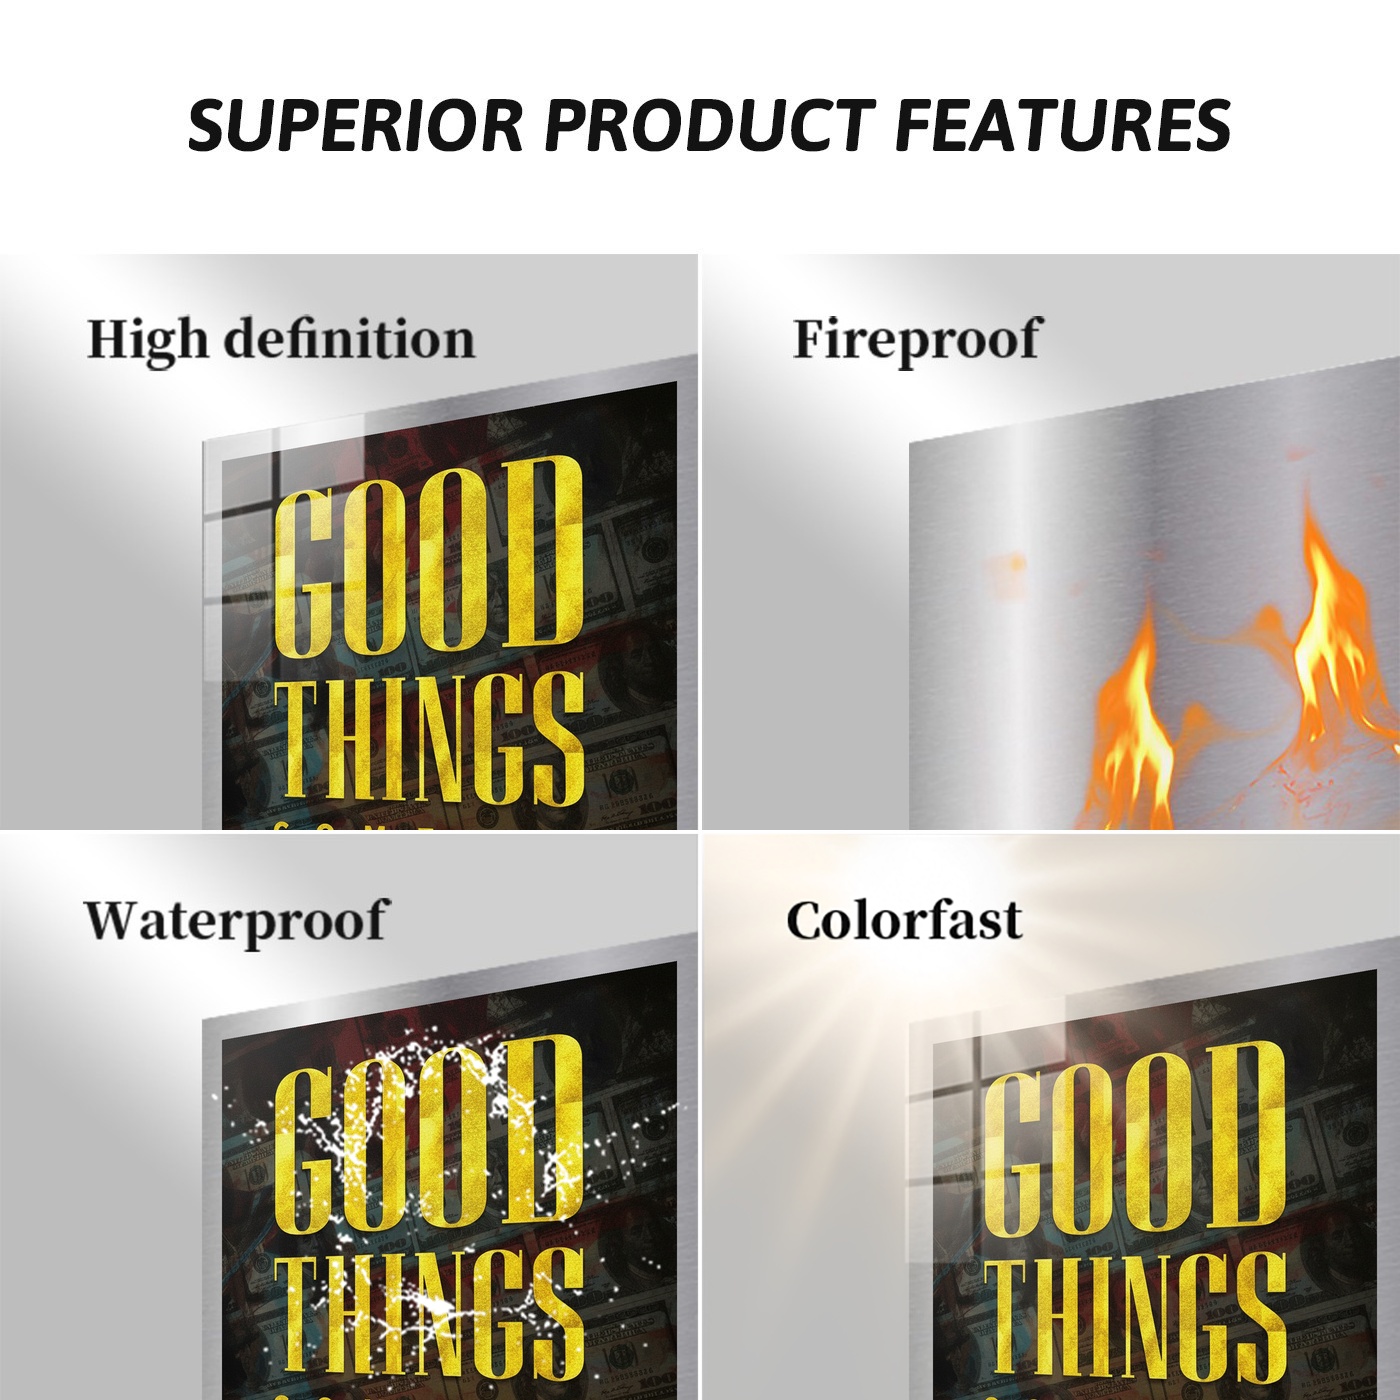 SUPERIOR PRODUCT FEATURES
High definition
Fireproof
GOOD
THINGS
Waterproof
Colorfast
GOOD
THINGS
GOOD
THINGS